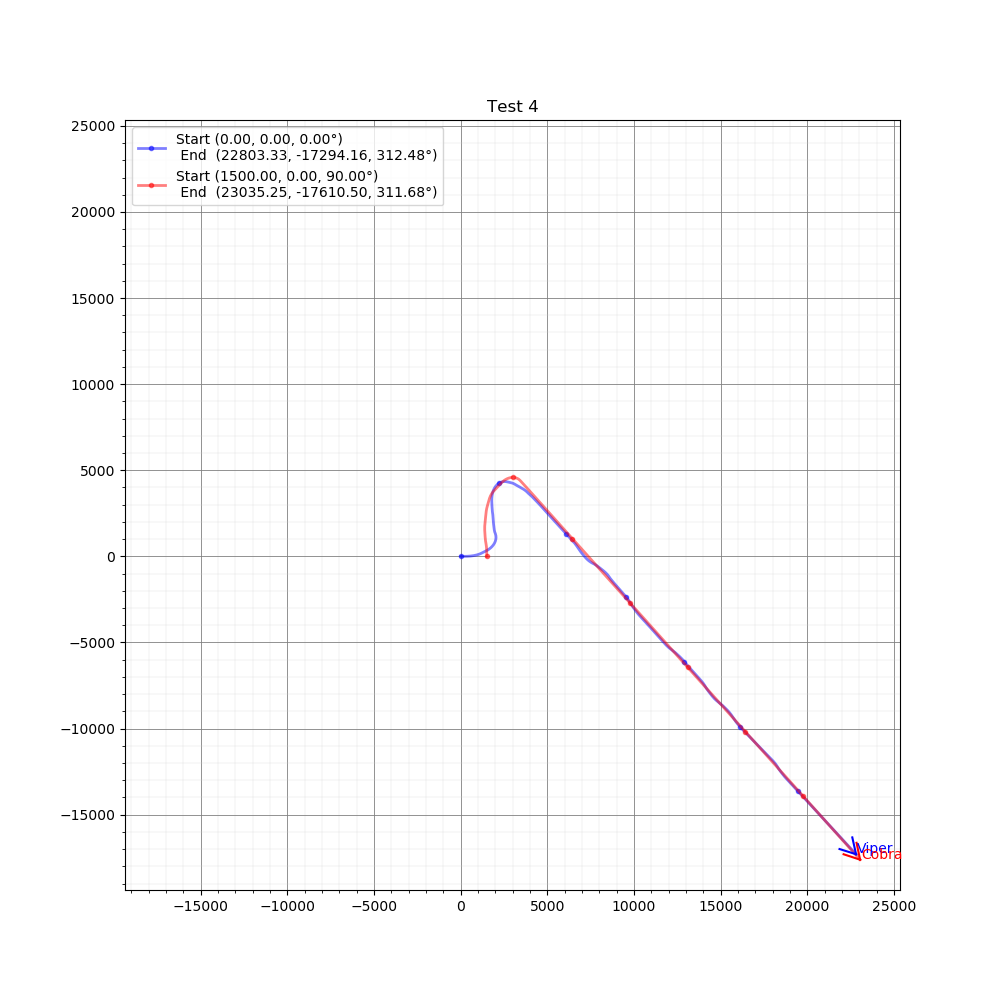 Test 4
Start (0.00, 0.00, 0.00°)
End  (22803.33, -17294.16, 312.48°)
Start (1500.00, 0.00, 90.00°)
End  (23035.25, -17610.50, 311.68°)
25000
20000
15000
10000
5000
0
−5000
−10000
−15000
Viper
Cobra
−15000 −10000 −5000 0 5000 10000 15000 20000 25000